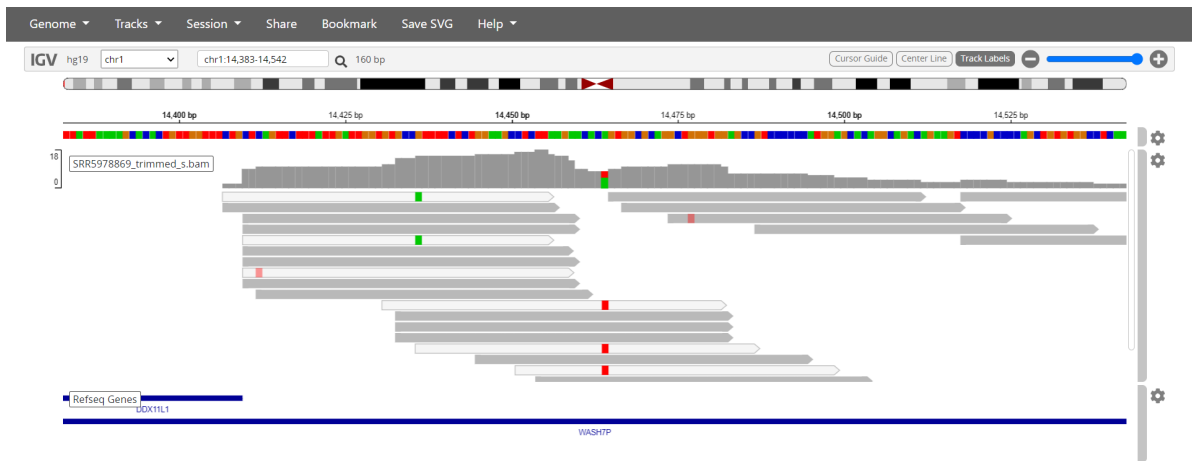 Genome Tracks Session Share Bookmark Save SVG Help
IGV hg19 chr1 chr1:14,383-14,542 160 bp Cursor Guide Center Line Track Labels
14,400 bp 14,425 bp 14,450 bp 14,475 bp 14,500 bp 14,525 bp
18
SRR5978869_trimmed_s.bam
0
Refseq Genes
DDX11L1
WASH7P